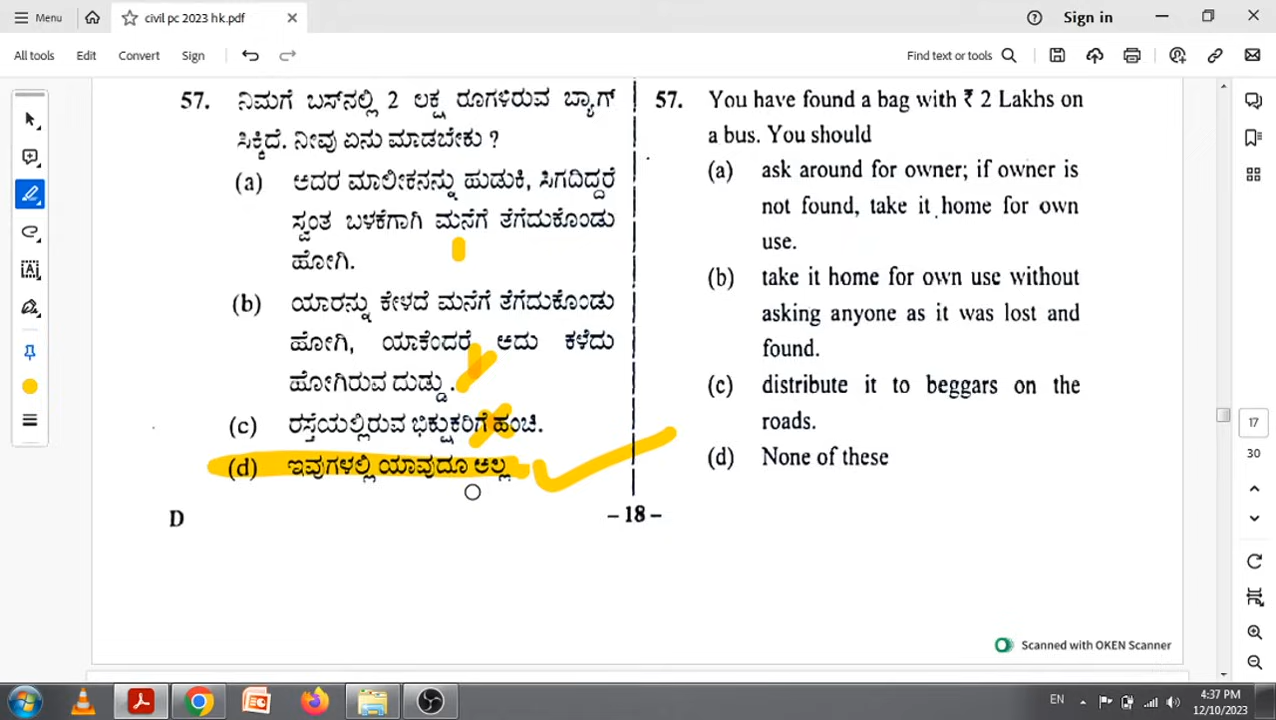 Menu
civil pc 2023 hk.pdf
Sign in
All tools
Edit
Convert
Sign
Find text or tools
57. ನಿಮಗೆ ಬಸ್‌ನಲ್ಲಿ 2 ಲಕ್ಷ ರೂಗಳಿರುವ ಬ್ಯಾಗ್
ಸಿಕ್ಕಿದೆ. ನೀವು ಏನು ಮಾಡಬೇಕು ?
(a) ಅದರ ಮಾಲೀಕನನ್ನು ಹುಡುಕಿ, ಸಿಗದಿದ್ದರೆ
ಸ್ವಂತ ಬಳಕೆಗಾಗಿ ಮನೆಗೆ ತೆಗೆದುಕೊಂಡು
ಹೋಗಿ.
(b) ಯಾರನ್ನು ಕೇಳದೆ ಮನೆಗೆ ತೆಗೆದುಕೊಂಡು
ಹೋಗಿ, ಯಾಕೆಂದರೆ ಅದು ಕಳೆದು
ಹೋಗಿರುವ ದುಡ್ಡು .
(c) ರಸ್ತೆಯಲ್ಲಿರುವ ಭಿಕ್ಷುಕರಿಗೆ ಹಂಚಿ.
(d) ಇವುಗಳಲ್ಲಿ ಯಾವುದೂ ಅಲ್ಲ
57. You have found a bag with ₹ 2 Lakhs on
a bus. You should
(a) ask around for owner; if owner is
not found, take it home for own
use.
(b) take it home for own use without
asking anyone as it was lost and
found.
(c) distribute it to beggars on the
roads.
(d) None of these
D
– 18 –
17
30
Scanned with OKEN Scanner
EN
4:37 PM
12/10/2023